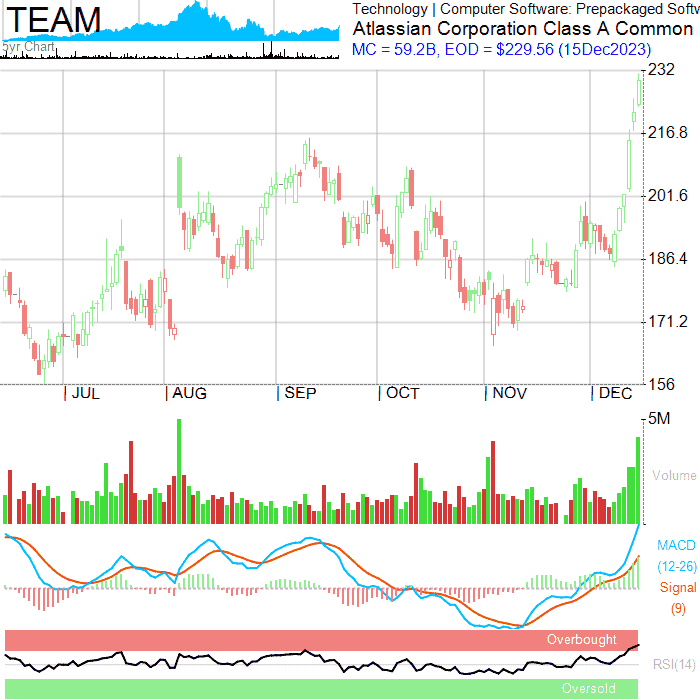 TEAM
5yr Chart
Technology | Computer Software: Prepackaged Softw
Atlassian Corporation Class A Common
MC = 59.2B, EOD = $229.56 (15Dec2023)
232
216.8
201.6
186.4
171.2
156
JUL AUG SEP OCT NOV DEC
5M
Volume
MACD
(12-26)
Signal
(9)
Overbought
RSI(14)
Oversold